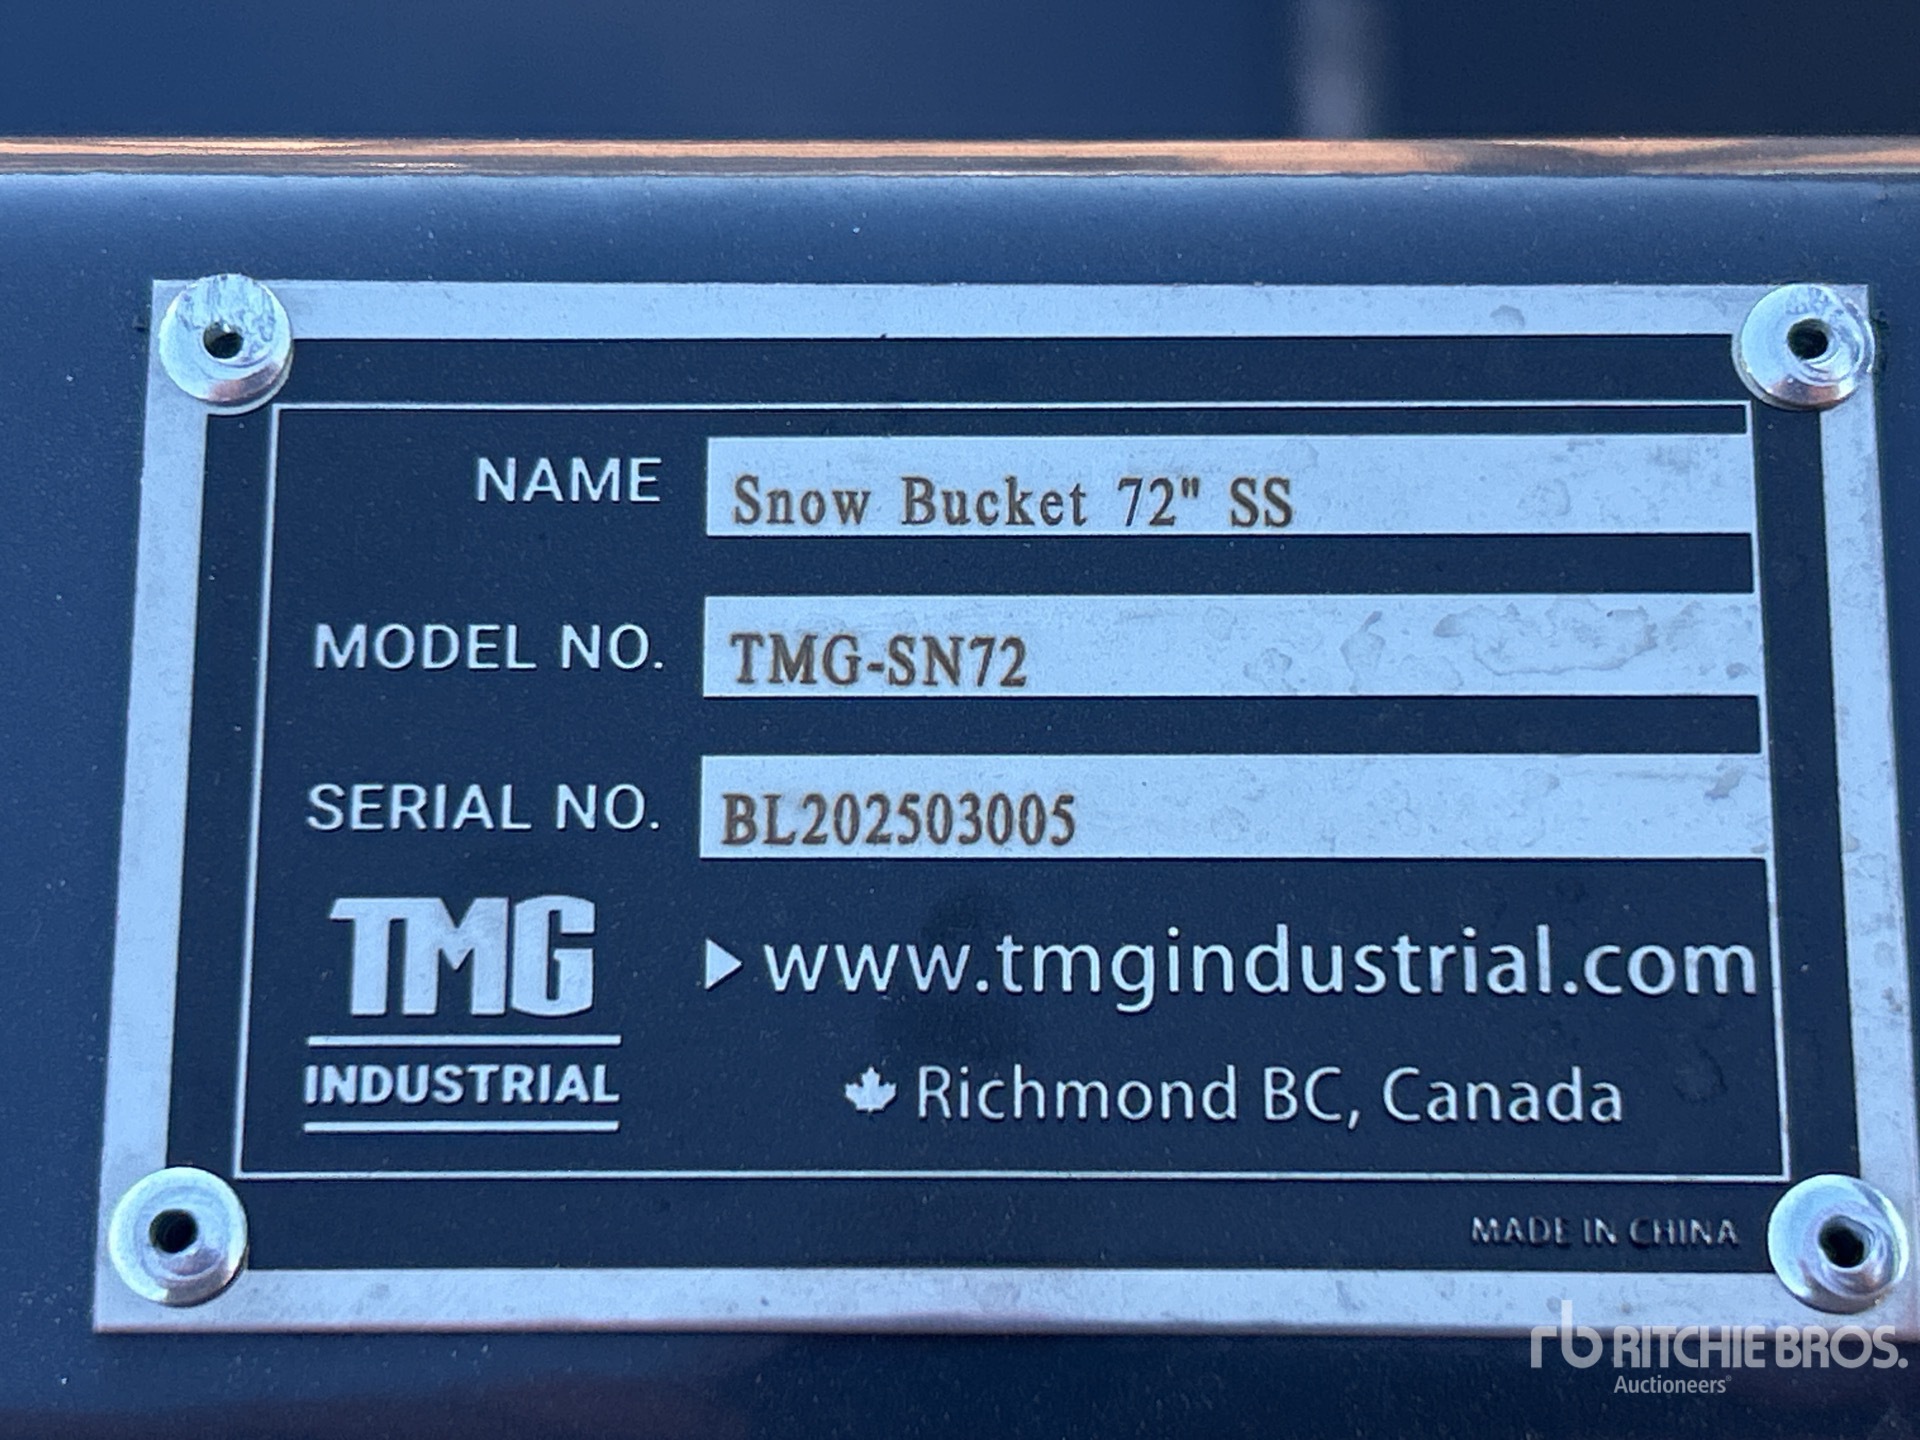 NAME Snow Bucket 72" SS
MODEL NO. TMG-SN72
SERIAL NO. BL202503005
TMG
INDUSTRIAL
www.tmgindustrial.com
Richmond BC, Canada
MADE IN CHINA
rb RITCHIE BROS.
Auctioneers®